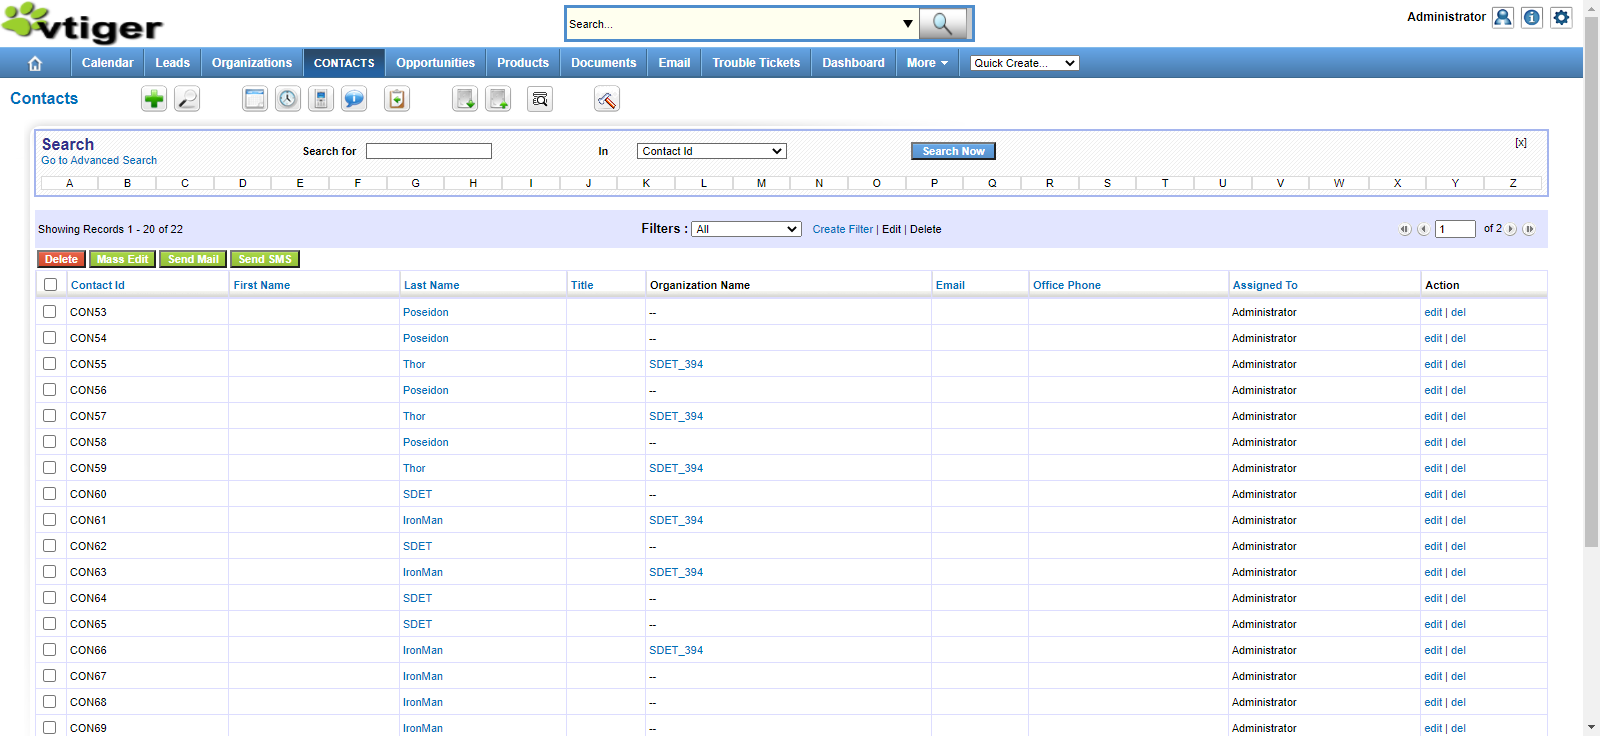 vtiger
Search...
Administrator
Calendar Leads Organizations CONTACTS Opportunities Products Documents Email Trouble Tickets Dashboard More Quick Create...
Contacts
Search
Go to Advanced Search
Search for In Contact Id Search Now [x]
A B C D E F G H I J K L M N O P Q R S T U V W X Y Z
Showing Records 1 - 20 of 22 Filters : All Create Filter | Edit | Delete 1 of 2
Delete Mass Edit Send Mail Send SMS
Contact Id First Name Last Name Title Organization Name Email Office Phone Assigned To Action
CON53 Poseidon -- Administrator edit | del
CON54 Poseidon -- Administrator edit | del
CON55 Thor SDET_394 Administrator edit | del
CON56 Poseidon -- Administrator edit | del
CON57 Thor SDET_394 Administrator edit | del
CON58 Poseidon -- Administrator edit | del
CON59 Thor SDET_394 Administrator edit | del
CON60 SDET -- Administrator edit | del
CON61 IronMan SDET_394 Administrator edit | del
CON62 SDET -- Administrator edit | del
CON63 IronMan SDET_394 Administrator edit | del
CON64 SDET -- Administrator edit | del
CON65 SDET -- Administrator edit | del
CON66 IronMan SDET_394 Administrator edit | del
CON67 IronMan -- Administrator edit | del
CON68 IronMan -- Administrator edit | del
CON69 IronMan -- Administrator edit | del